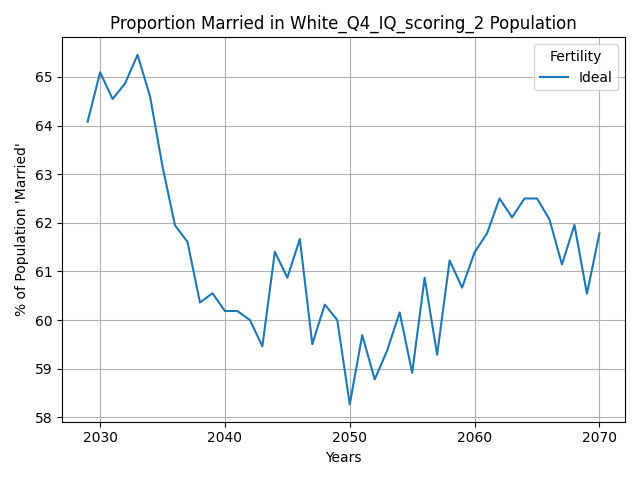 Proportion Married in White_Q4_IQ_scoring_2 Population
Fertility
Ideal
% of Population 'Married'
65
64
63
62
61
60
59
58
2030 2040 2050 2060 2070
Years